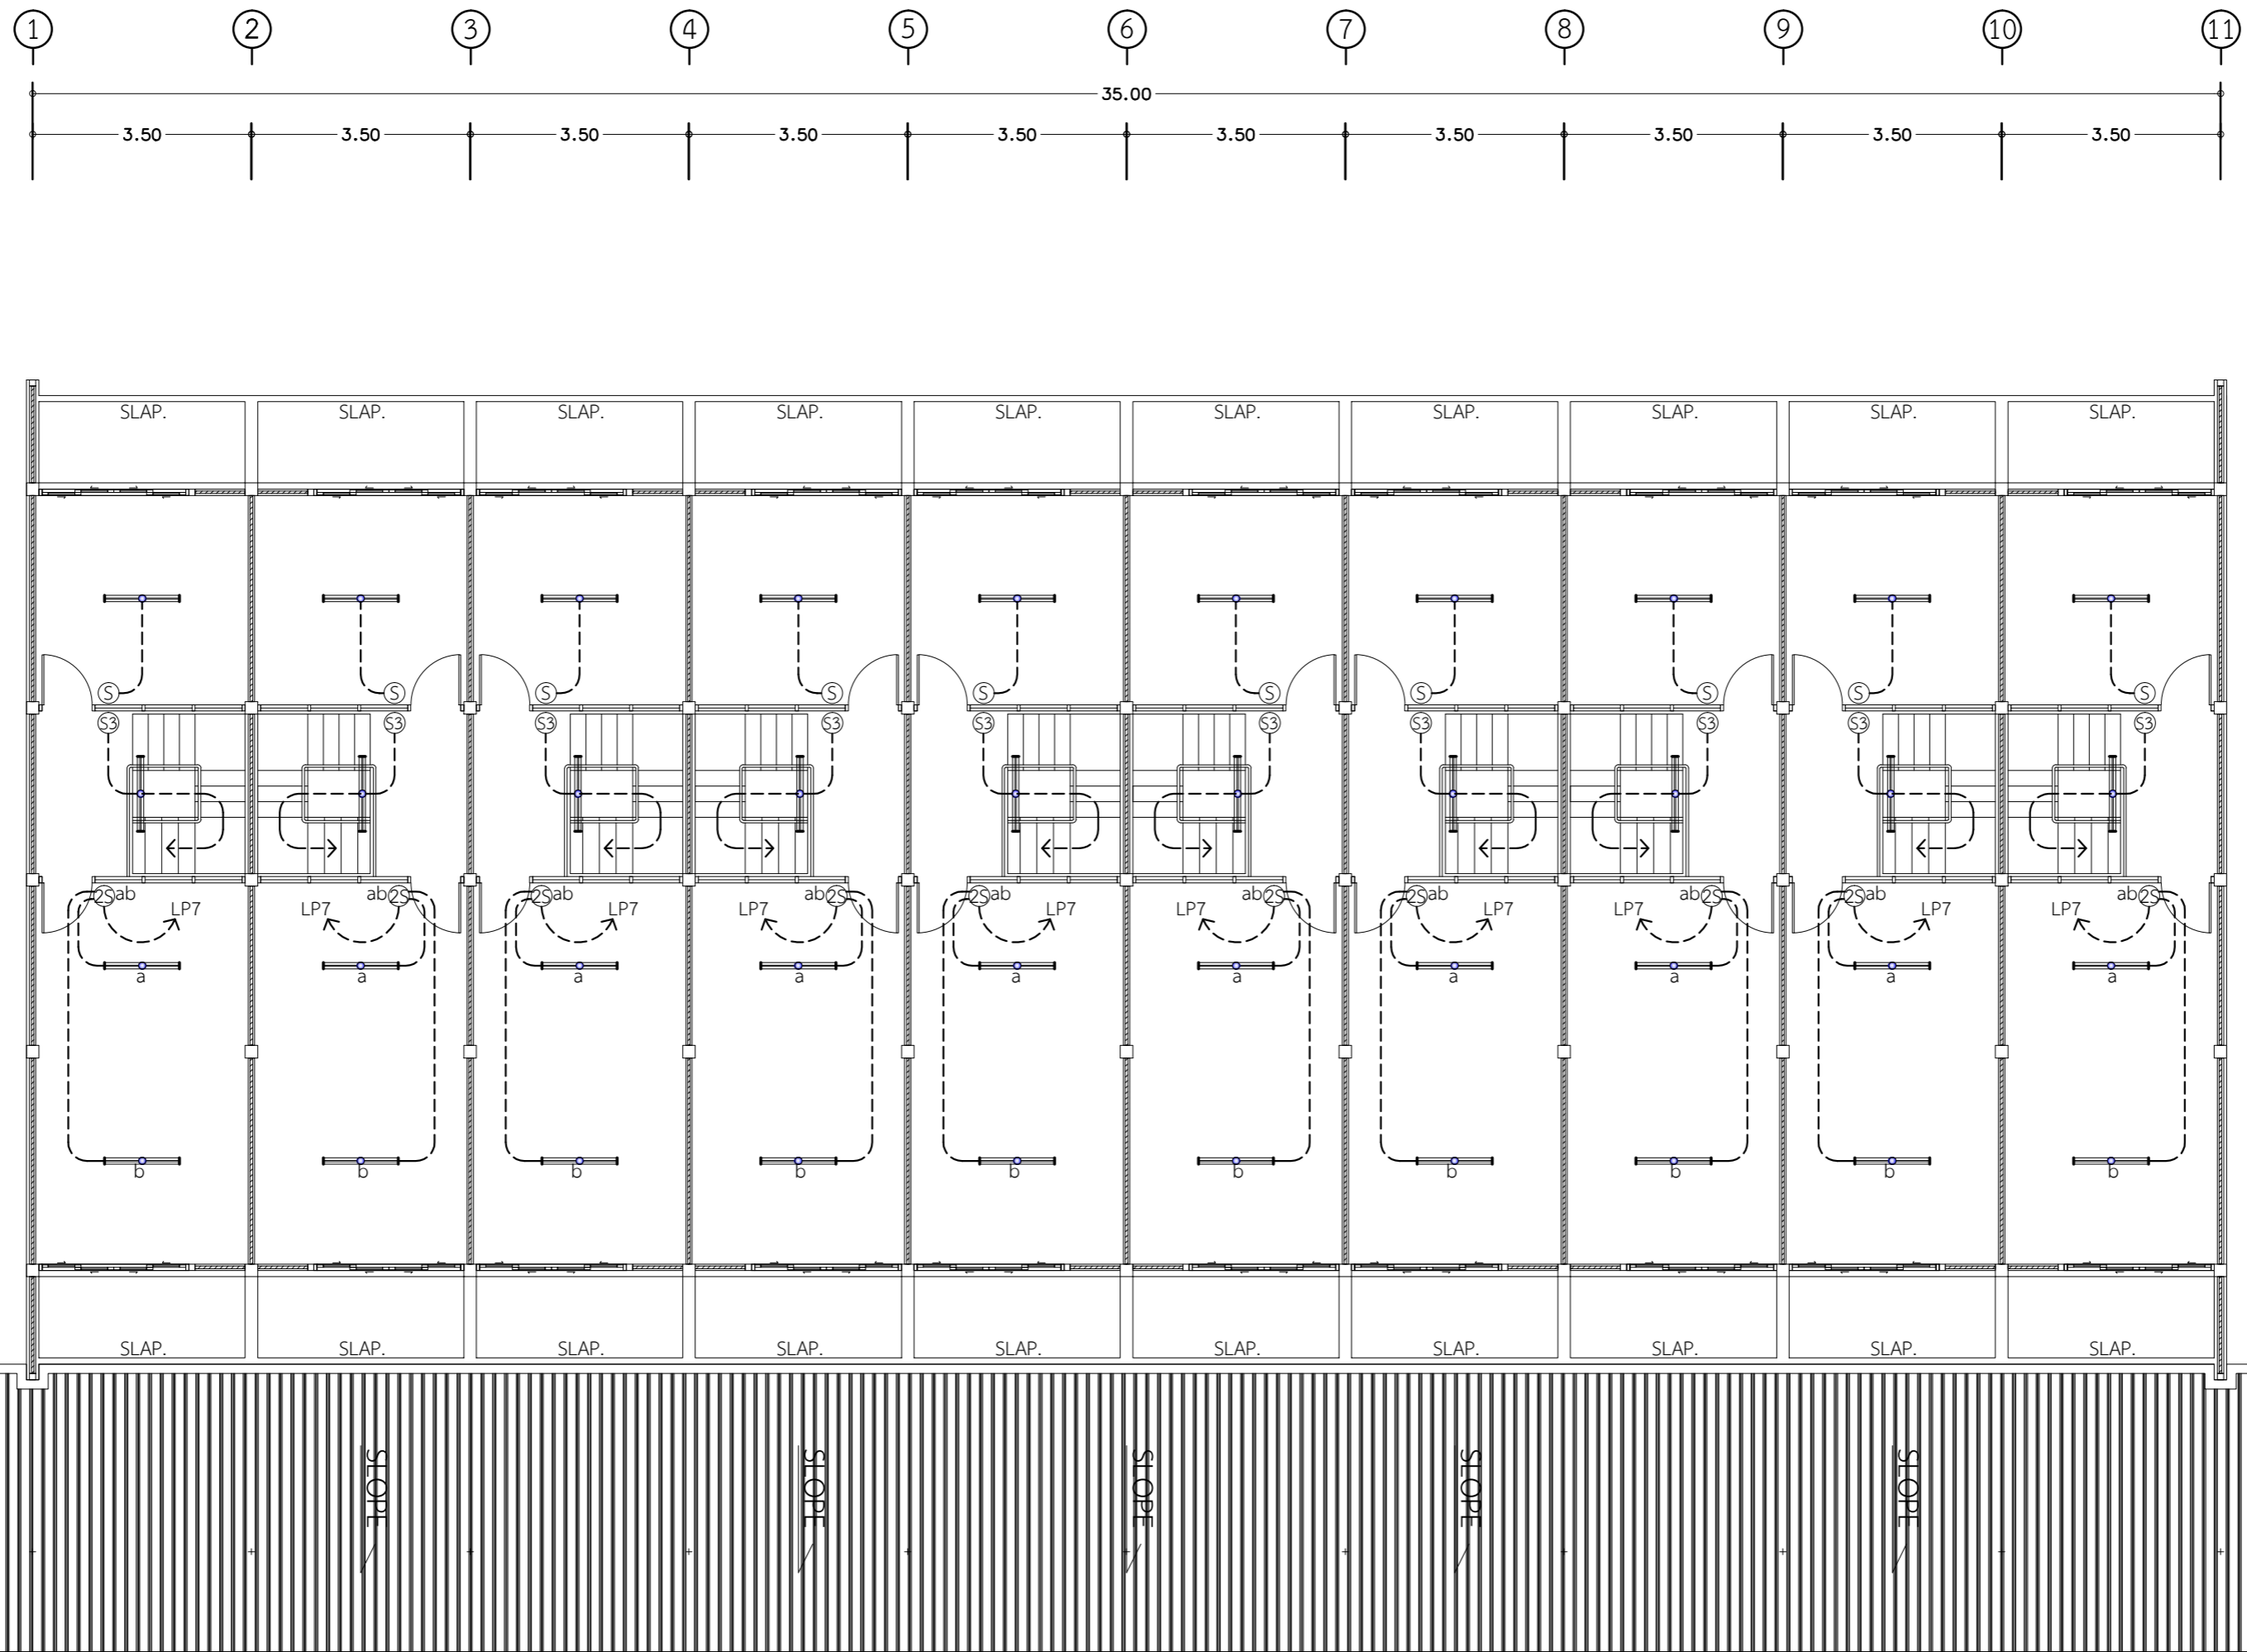 1 2 3 4 5 6 7 8 9 10 11
35.00
3.50 3.50 3.50 3.50 3.50 3.50 3.50 3.50 3.50 3.50
SLAP. SLAP. SLAP. SLAP. SLAP. SLAP. SLAP. SLAP. SLAP. SLAP.
S S S S S S S S S S
S3 S3 S3 S3 S3 S3 S3 S3 S3 S3
2S ab ab 2S 2S ab ab 2S 2S ab ab 2S 2S ab ab 2S 2S ab ab 2S
LP7 LP7 LP7 LP7 LP7 LP7 LP7 LP7 LP7 LP7
a a a a a a a a a a
b b b b b b b b b b
SLAP. SLAP. SLAP. SLAP. SLAP. SLAP. SLAP. SLAP. SLAP. SLAP.
SLOPE SLOPE SLOPE SLOPE SLOPE